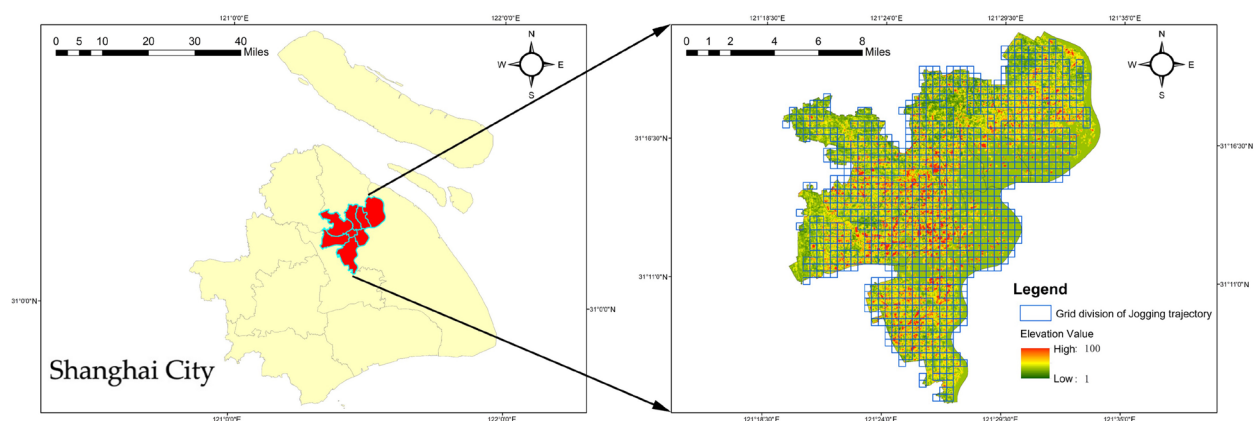 121°0'0"E 122°0'0"E
0 5 10 20 30 40
Miles
N
W E
S
31°0'0"N 31°0'0"N
Shanghai City
121°0'0"E 122°0'0"E
121°18'30"E 121°24'0"E 121°29'30"E 121°35'0"E
0 1 2 4 6 8
Miles
N
W E
S
31°16'30"N 31°16'30"N
31°11'0"N 31°11'0"N
Legend
Grid division of Jogging trajectory
Elevation Value
High: 100
Low: 1
121°18'30"E 121°24'0"E 121°29'30"E 121°35'0"E